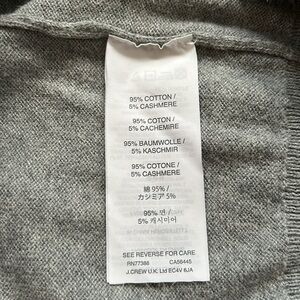 95% COTTON /
5% CASHMERE
95% COTON /
5% CACHEMIRE
95% BAUMWOLLE /
5% KASCHMIR
95% COTONE /
5% CASHMERE
綿 95% /
カシミア 5%
95% 면 /
5% 캐시미어
SEE REVERSE FOR CARE
RN77388 CA56445
J.CREW U.K. Ltd EC4V 6JA